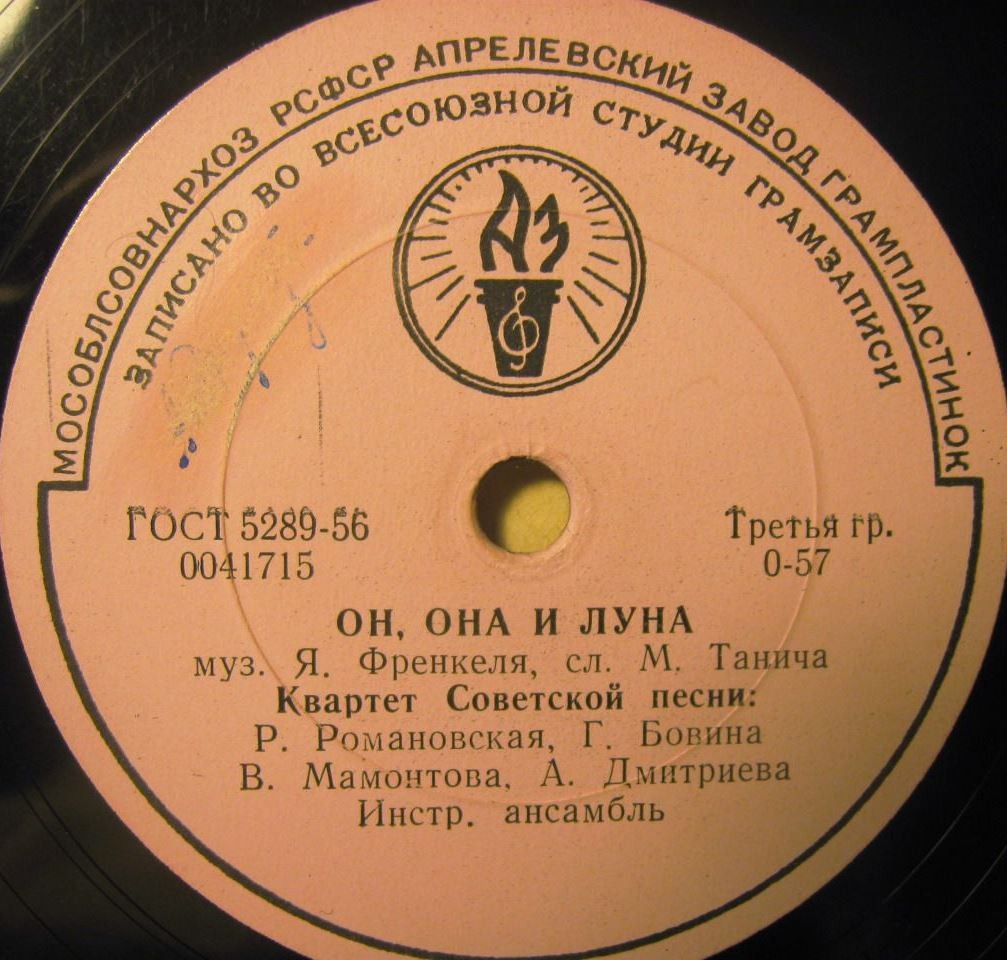 МОСОБЛСОВНАРХОЗ РСФСР АПРЕЛЕВСКИЙ ЗАВОД ГРАМПЛАСТИНОК
ЗАПИСАНО ВО ВСЕСОЮЗНОЙ СТУДИИ ГРАМЗАПИСИ
АЗ
ГОСТ 5289-56
0041715
Третья гр.
0-57
ОН, ОНА И ЛУНА
муз. Я. Френкеля, сл. М. Танича
Квартет Советской песни:
Р. Романовская, Г. Бовина
В. Мамонтова, А. Дмитриева
Инстр. ансамбль